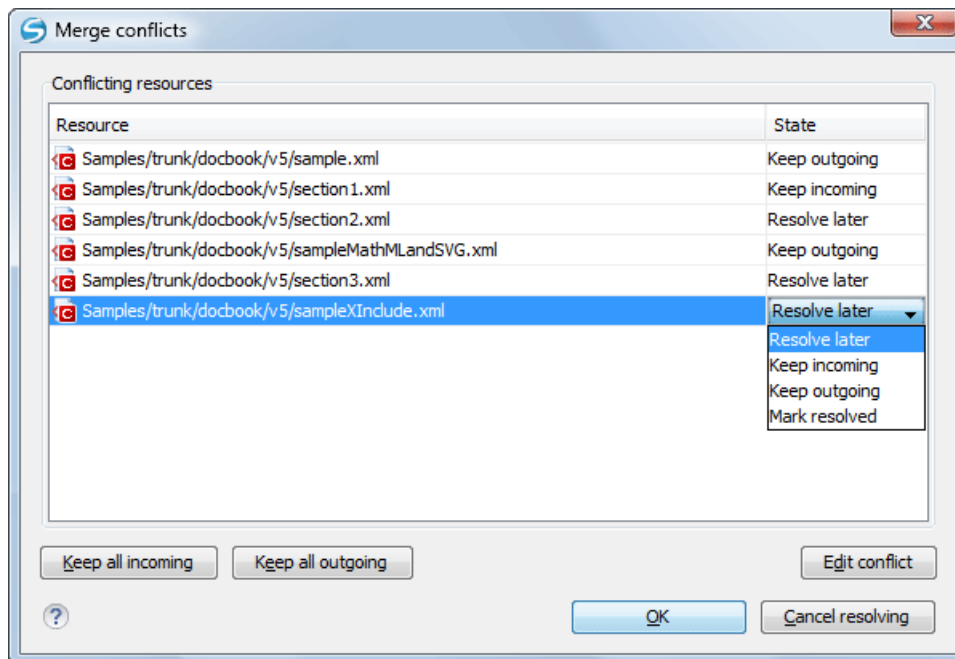 Merge conflicts
Conflicting resources
Resource State
Samples/trunk/docbook/v5/sample.xml Keep outgoing
Samples/trunk/docbook/v5/section1.xml Keep incoming
Samples/trunk/docbook/v5/section2.xml Resolve later
Samples/trunk/docbook/v5/sampleMathMLandSVG.xml Keep outgoing
Samples/trunk/docbook/v5/section3.xml Resolve later
Samples/trunk/docbook/v5/sampleXInclude.xml Resolve later
Resolve later
Keep incoming
Keep outgoing
Mark resolved
Keep all incoming Keep all outgoing Edit conflict
? OK Cancel resolving